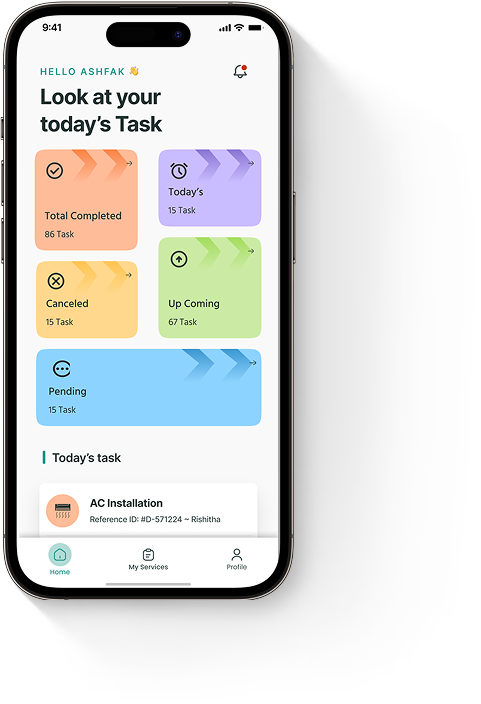 9:41
HELLO ASHFAK 👋
Look at your
today's Task
Total Completed
86 Task
Today's
15 Task
Canceled
15 Task
Up Coming
67 Task
Pending
15 Task
Today's task
AC Installation
Reference ID: #D-571224 ~ Rishitha
Home
My Services
Profile